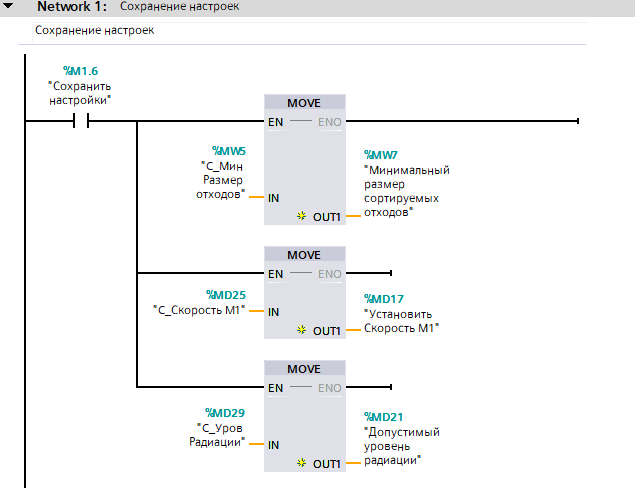 Network 1: Сохранение настроек
Сохранение настроек
%M1.6
"Сохранить
настройки"
MOVE
EN ENO
%MW5
"С_Мин
Размер
отходов"
IN
OUT1
%MW7
"Минимальный
размер
сортируемых
отходов"
MOVE
EN ENO
%MD25
"С_Скорость М1"
IN
OUT1
%MD17
"Установить
Скорость М1"
MOVE
EN ENO
%MD29
"С_Уров
Радиации"
IN
OUT1
%MD21
"Допустимый
уровень
радиации"